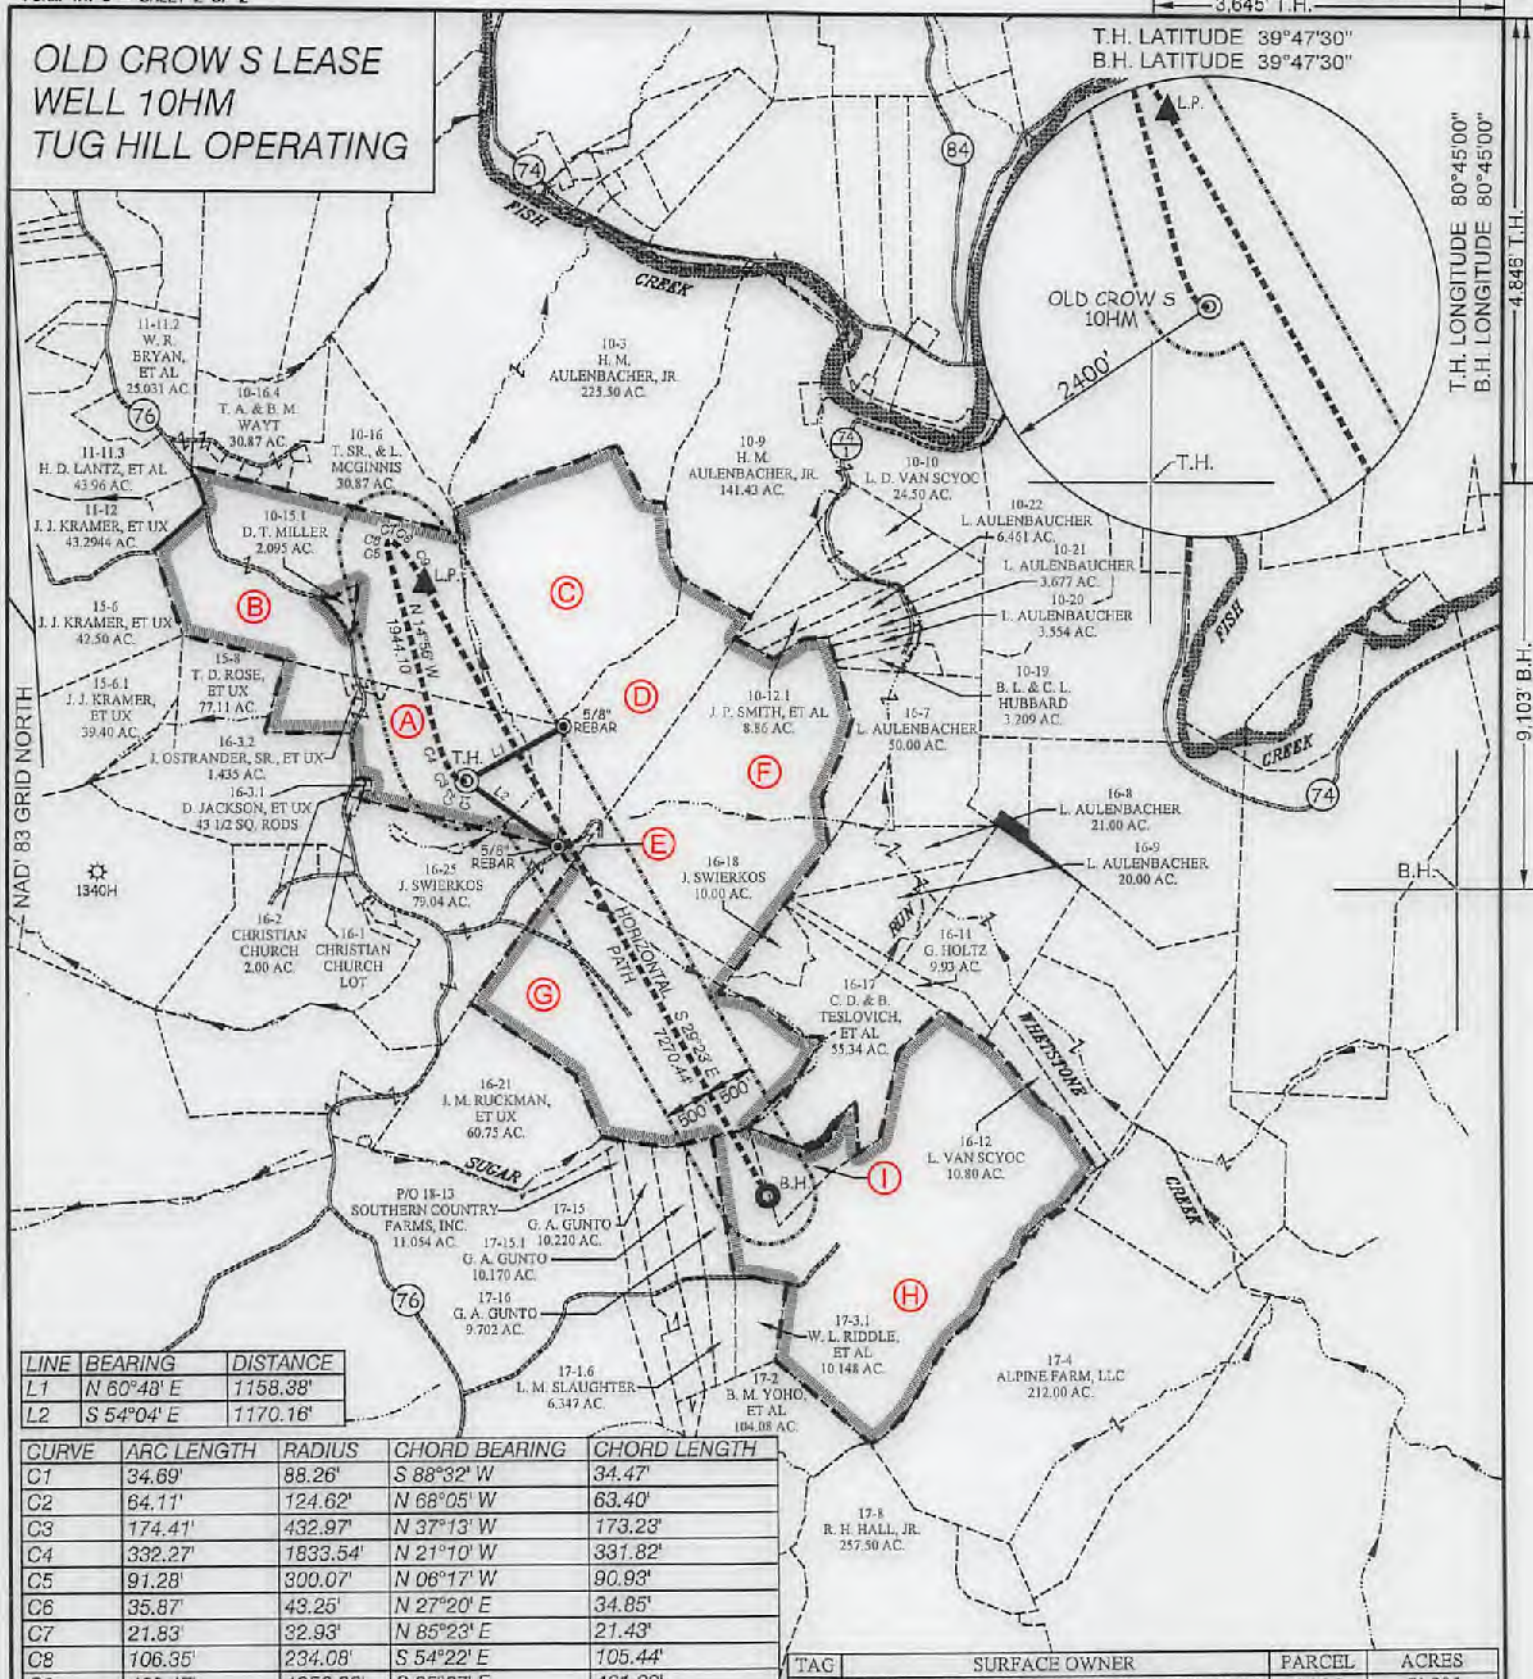 3,645' T.H.
OLD CROW S LEASE
WELL 10HM
TUG HILL OPERATING
T.H. LATITUDE 39°47'30"
B.H. LATITUDE 39°47'30"
T.H. LONGITUDE 80°45'00"
B.H. LONGITUDE 80°45'00"
4,846' T.H.
9,103' B.H.
L.P.
OLD CROW S
10HM
2400'
T.H.
B.H.
74
84
FISH
CREEK
11-11.2
W. R.
BRYAN,
ET AL
25.031 AC.
76
10-16.4
T. A. & B. M.
WAYT
30.87 AC.
10-3
H. M.
AULENBACHER, JR.
225.50 AC.
11-11.3
H. D. LANTZ, ET AL
43.96 AC.
11-12
J. J. KRAMER, ET UX
43.2944 AC.
10-16
T. SR., & L.
MCGINNIS
30.87 AC.
10-15.1
D. T. MILLER
2.095 AC.
10-9
H. M.
AULENBACHER, JR.
141.43 AC.
74
1
10-10
L. D. VAN SCYOC
24.50 AC.
10-22
L. AULENBAUCHER
6.461 AC.
10-21
L. AULENBAUCHER
3.677 AC.
10-20
L. AULENBAUCHER
3.554 AC.
10-19
B. L. & C. L.
HUBBARD
3.209 AC.
C5
C9
L.P.
N 14°56' W
1944.10
B
C
D
A
F
E
G
I
H
15-6
J. J. KRAMER, ET UX
42.50 AC.
15-8
T. D. ROSE,
ET UX
77.11 AC.
15-6.1
J. J. KRAMER,
ET UX
39.40 AC.
16-3.2
J. OSTRANDER, SR., ET UX
1.435 AC.
16-3.1
D. JACKSON, ET UX
43 1/2 SQ. RODS
NAD' 83 GRID NORTH
1340H
C4
C3
T.H.
L1
L2
5/8"
REBAR
5/8"
REBAR
10-12.1
J. P. SMITH, ET AL
8.86 AC.
16-7
L. AULENBACHER
50.00 AC.
FISH
CREEK
74
16-8
L. AULENBACHER
21.00 AC.
16-9
L. AULENBACHER
20.00 AC.
16-25
J. SWIERKOS
79.04 AC.
16-18
J. SWIERKOS
10.00 AC.
16-2
CHRISTIAN
CHURCH
2.00 AC.
16-1
CHRISTIAN
CHURCH
LOT
HORIZONTAL
PATH
S 29°23' E
7270.44'
500'
500'
RUN
16-11
G. HOLTZ
9.93 AC.
16-17
C. D. & B.
TESLOVICH,
ET AL
55.34 AC.
WHETSTONE
CREEK
16-21
J. M. RUCKMAN,
ET UX
60.75 AC.
16-12
L. VAN SCYOC
10.80 AC.
SUGAR
B.H.
P/O 18-13
SOUTHERN COUNTRY
FARMS, INC.
11.054 AC.
17-15
G. A. GUNTO
10.220 AC.
17-15.1
G. A. GUNTO
10.170 AC.
17-16
G. A. GUNTO
9.702 AC.
76
17-3.1
W. L. RIDDLE,
ET AL
10.148 AC.
17-1.6
L. M. SLAUGHTER
6.347 AC.
17-2
B. M. YOHO,
ET AL
104.08 AC.
17-4
ALPINE FARM, LLC
212.00 AC.
17-8
R. H. HALL, JR.
257.50 AC.
LINE BEARING DISTANCE
L1 N 60°48' E 1158.38'
L2 S 54°04' E 1170.16'
CURVE ARC LENGTH RADIUS CHORD BEARING CHORD LENGTH
C1 34.69' 88.26' S 88°32' W 34.47'
C2 64.11' 124.62' N 68°05' W 63.40'
C3 174.41' 432.97' N 37°13' W 173.23'
C4 332.27' 1833.54' N 21°10' W 331.82'
C5 91.28' 300.07' N 06°17' W 90.93'
C6 35.87' 43.25' N 27°20' E 34.85'
C7 21.83' 32.93' N 85°23' E 21.43'
C8 106.35' 234.08' S 54°22' E 105.44'
TAG SURFACE OWNER PARCEL ACRES